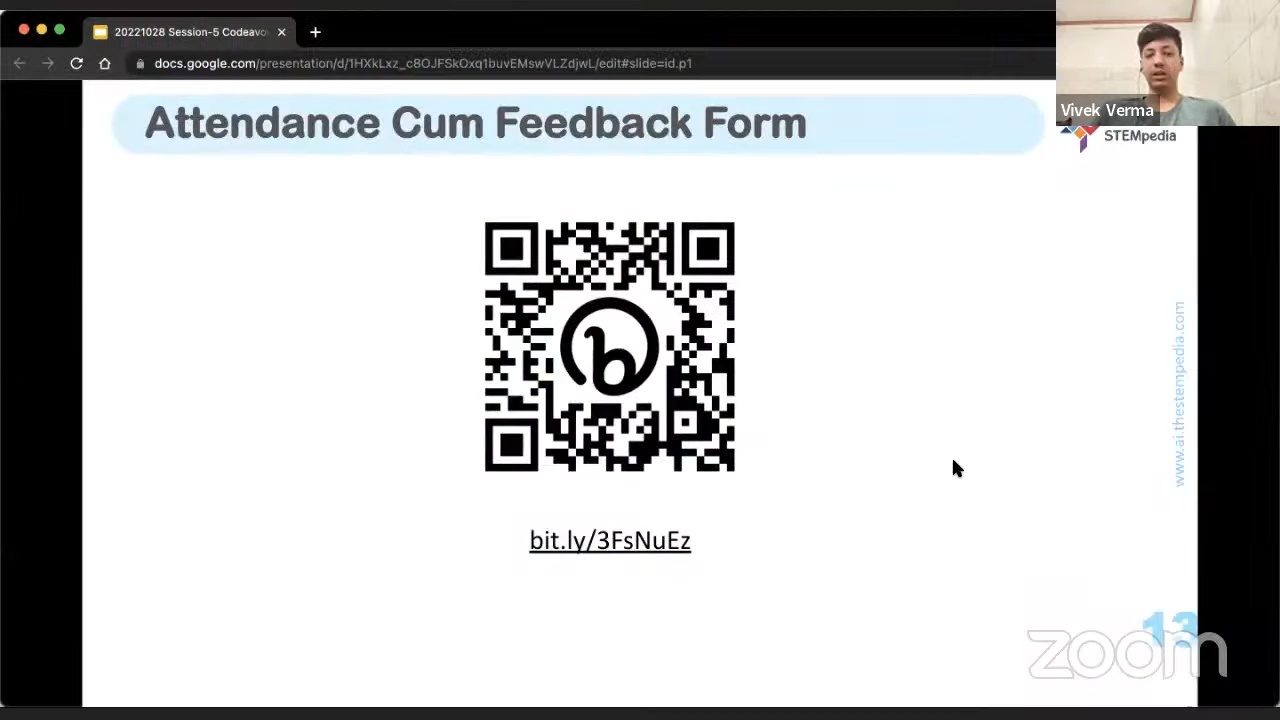 20221028 Session-5 Codeavo
docs.google.com/presentation/d/1HXkLxz_c8OJFSkOxq1buvEMswVLZdjwL/edit#slide=id.p1
Vivek Verma
Attendance Cum Feedback Form
STEMpedia
www.ai.thestempedia.com
bit.ly/3FsNuEz
13
zoom